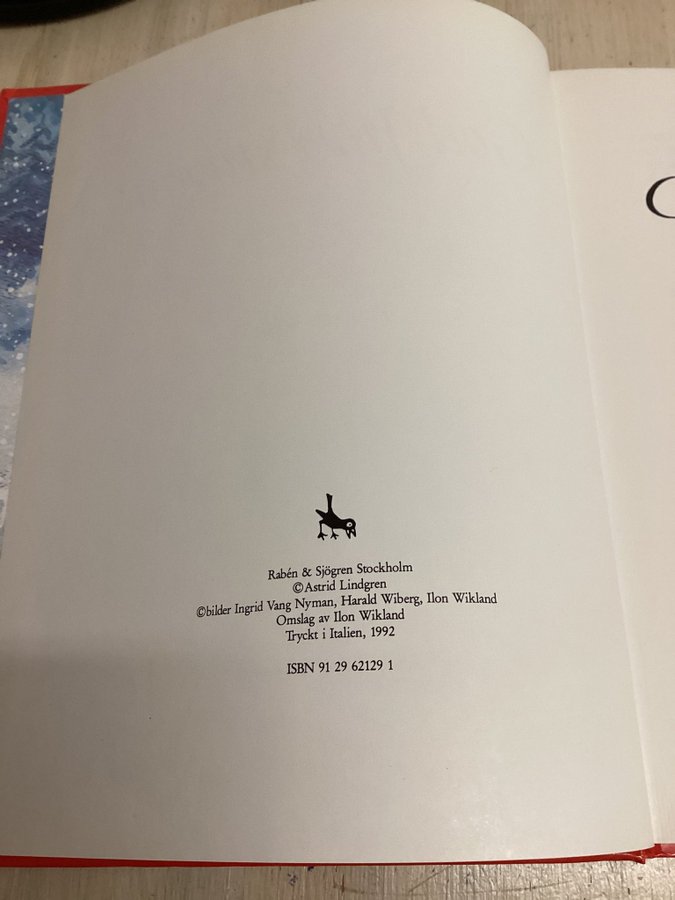 Rabén & Sjögren Stockholm
©Astrid Lindgren
©bilder Ingrid Vang Nyman, Harald Wiberg, Ilon Wikland
Omslag av Ilon Wikland
Tryckt i Italien, 1992
ISBN 91 29 62129 1